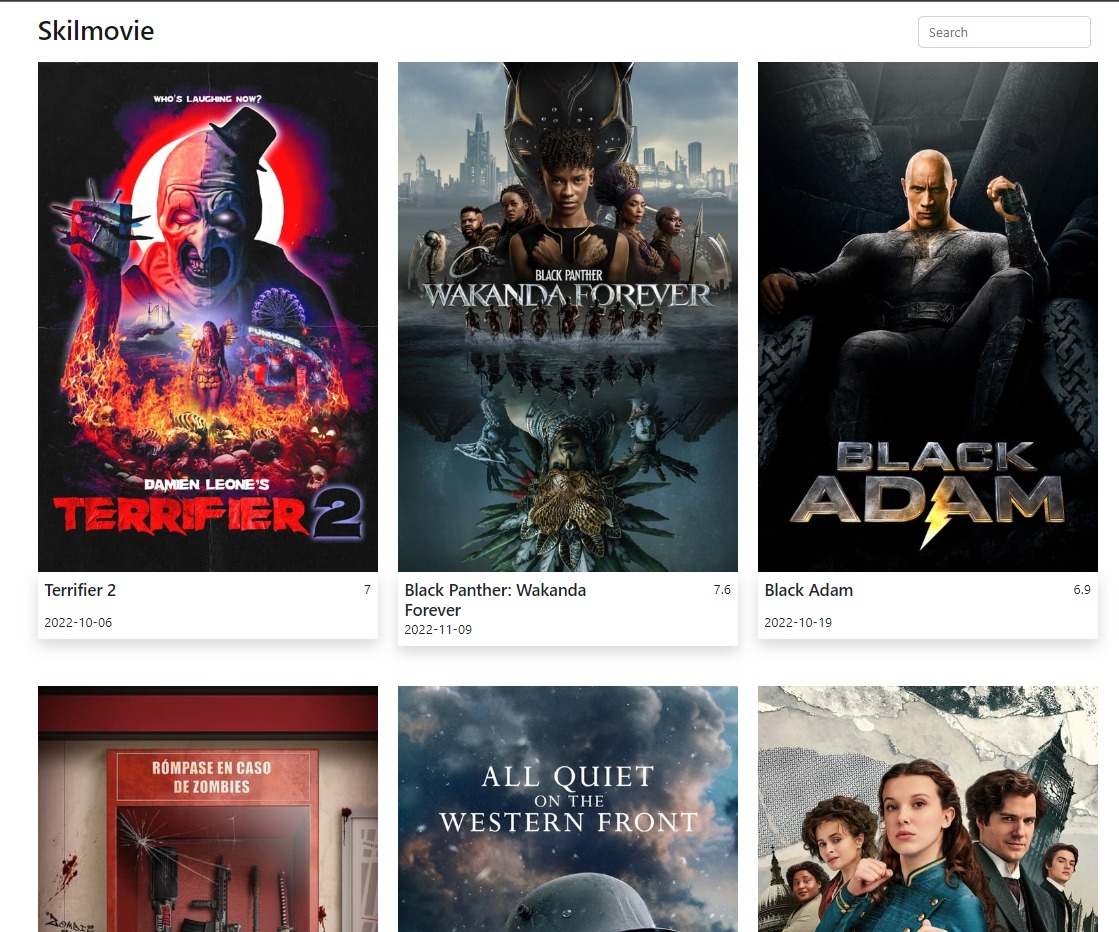 Skilmovie
Search
WHO'S LAUGHING NOW?
FUNHOUSE
DAMIEN LEONE'S
TERRIFIER 2
BLACK PANTHER
WAKANDA FOREVER
BLACK
ADAM
Terrifier 2
7
2022-10-06
Black Panther: Wakanda
Forever
7.6
2022-11-09
Black Adam
6.9
2022-10-19
RÓMPASE EN CASO
DE ZOMBIES
ZOMBIE
ALL QUIET
ON THE
WESTERN FRONT